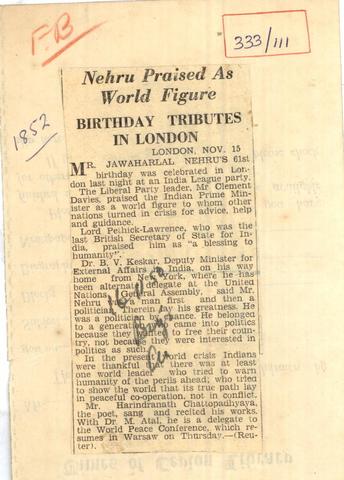 F.B
333/111
1852
Nehru Praised As
World Figure
BIRTHDAY TRIBUTES
IN LONDON
LONDON, NOV. 15
MR. JAWAHARLAL NEHRU'S 61st
birthday was celebrated in Lon-
don last night at an India League party.
The Liberal Party leader, Mr Clement
Davies, praised the Indian Prime Min-
ister as a world figure to whom other
nations turned in crisis for advice, help
and guidance.
Lord Pethick-Lawrence, who was the
last British Secretary of State for In-
dia, praised him as "a blessing to
humanity".
Dr. B. V. Keskar, Deputy Minister for
External Affairs in India, on his way
home from New York, where he has
been alternate delegate at the United
Nations General Assembly, said Mr.
Nehru was a man first and then a
politician. Therein lay his greatness. He
was a politician by chance. He belonged
to a generation who came into politics
because they wanted to free their coun-
try, not because they were interested in
politics as such.
In the present world crisis Indians
were thankful that there was at least
one world leader who tried to warn
humanity of the perils ahead, who tried
to show the world that its true path lay
in peaceful co-operation, not in conflict.
Mr. Harindranath Chattopadhyaya,
the poet, sang and recited his works.
With Dr. M. Atal, he is a delegate to
the World Peace Conference, which re-
sumes in Warsaw on Thursday.—(Reu-
ter).
Times of Ceylon Library